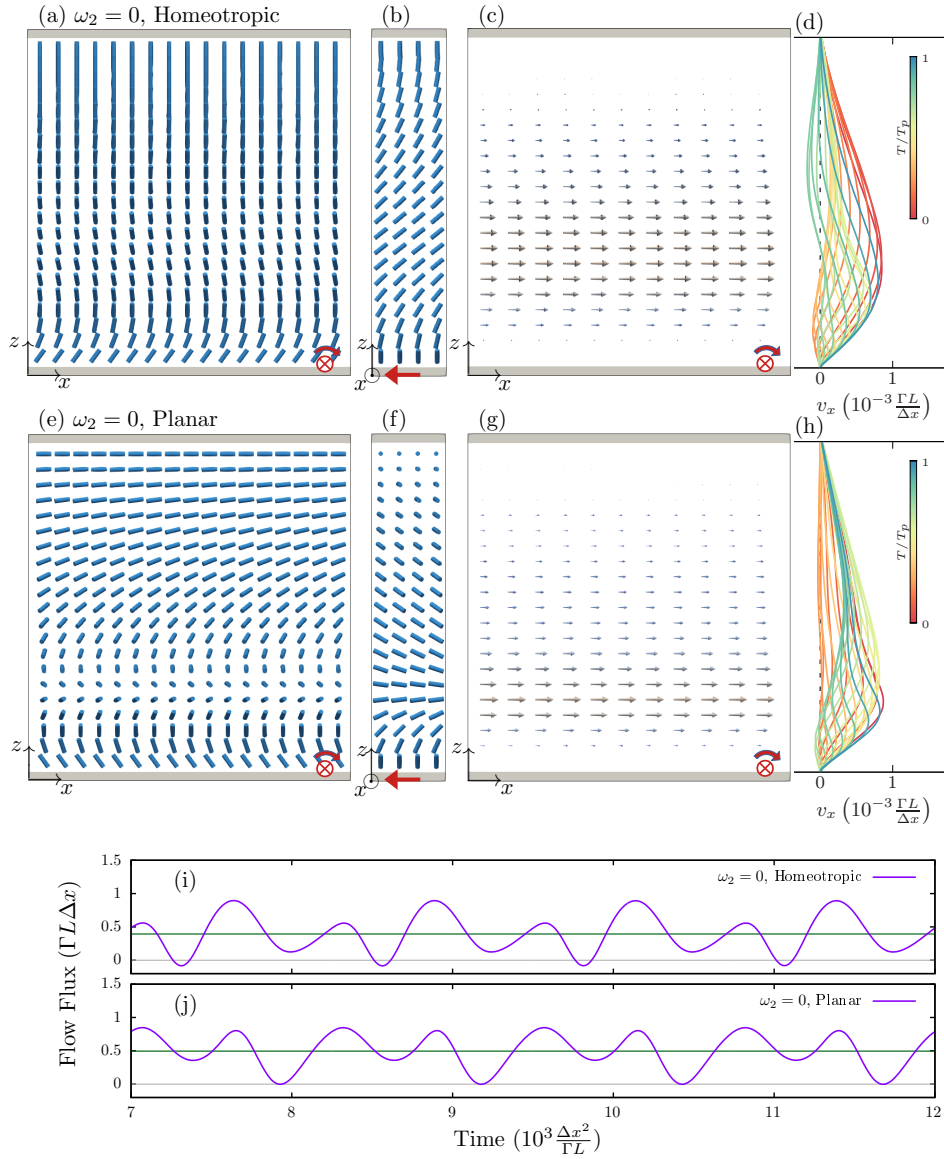 (a) ω₂ = 0, Homeotropic (b) (c) (d)
z x z x z x
T/Tₚ 1 0
0 1
vₓ (10⁻³ ΓL/Δx)
(e) ω₂ = 0, Planar (f) (g) (h)
z x z x z x
T/Tₚ 1 0
0 1
vₓ (10⁻³ ΓL/Δx)
Flow Flux (ΓLΔx)
(i) ω₂ = 0, Homeotropic
1.5
1
0.5
0
(j) ω₂ = 0, Planar
1.5
1
0.5
0
7 8 9 10 11 12
Time (10³ Δx²/ΓL)